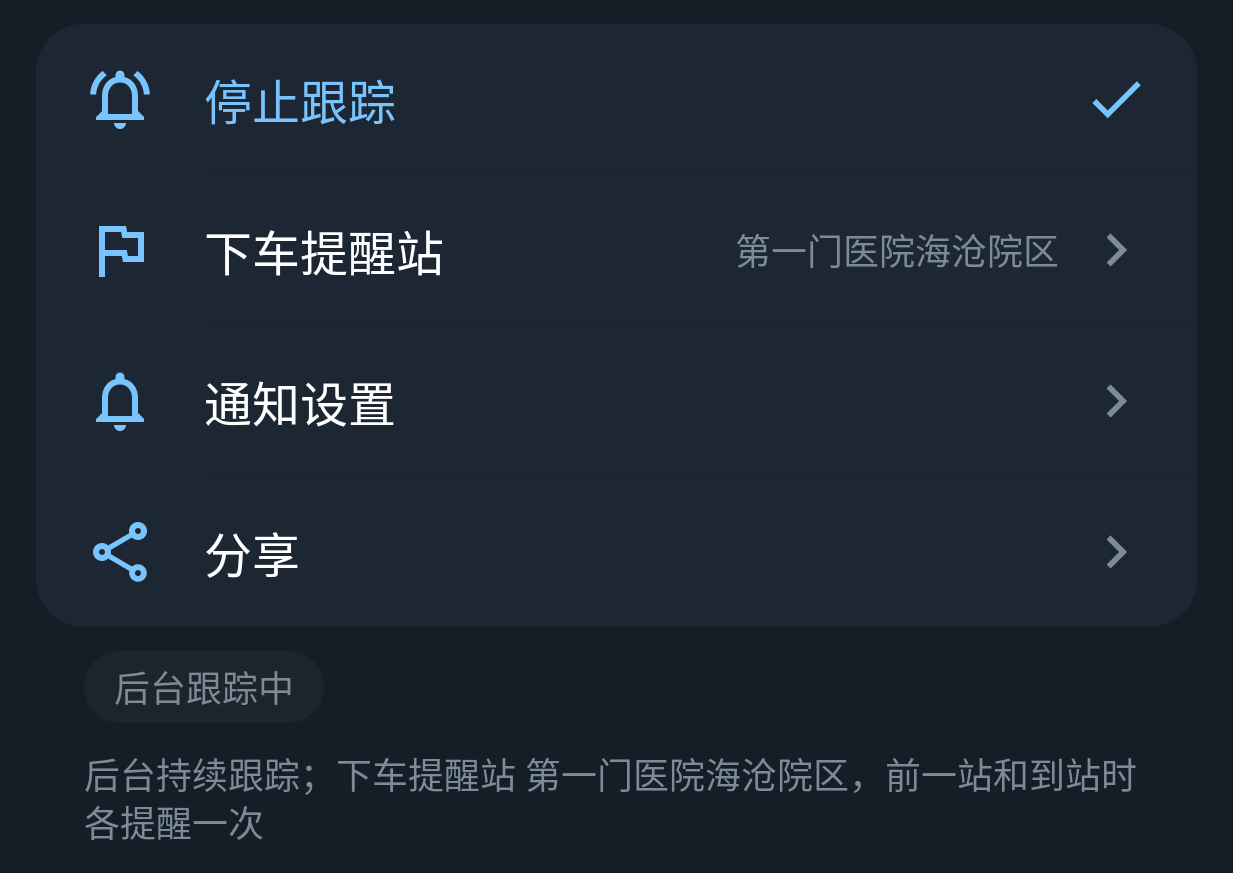 停止跟踪
下车提醒站 第一门医院海沧院区
通知设置
分享
后台跟踪中
后台持续跟踪；下车提醒站 第一门医院海沧院区，前一站和到站时
各提醒一次